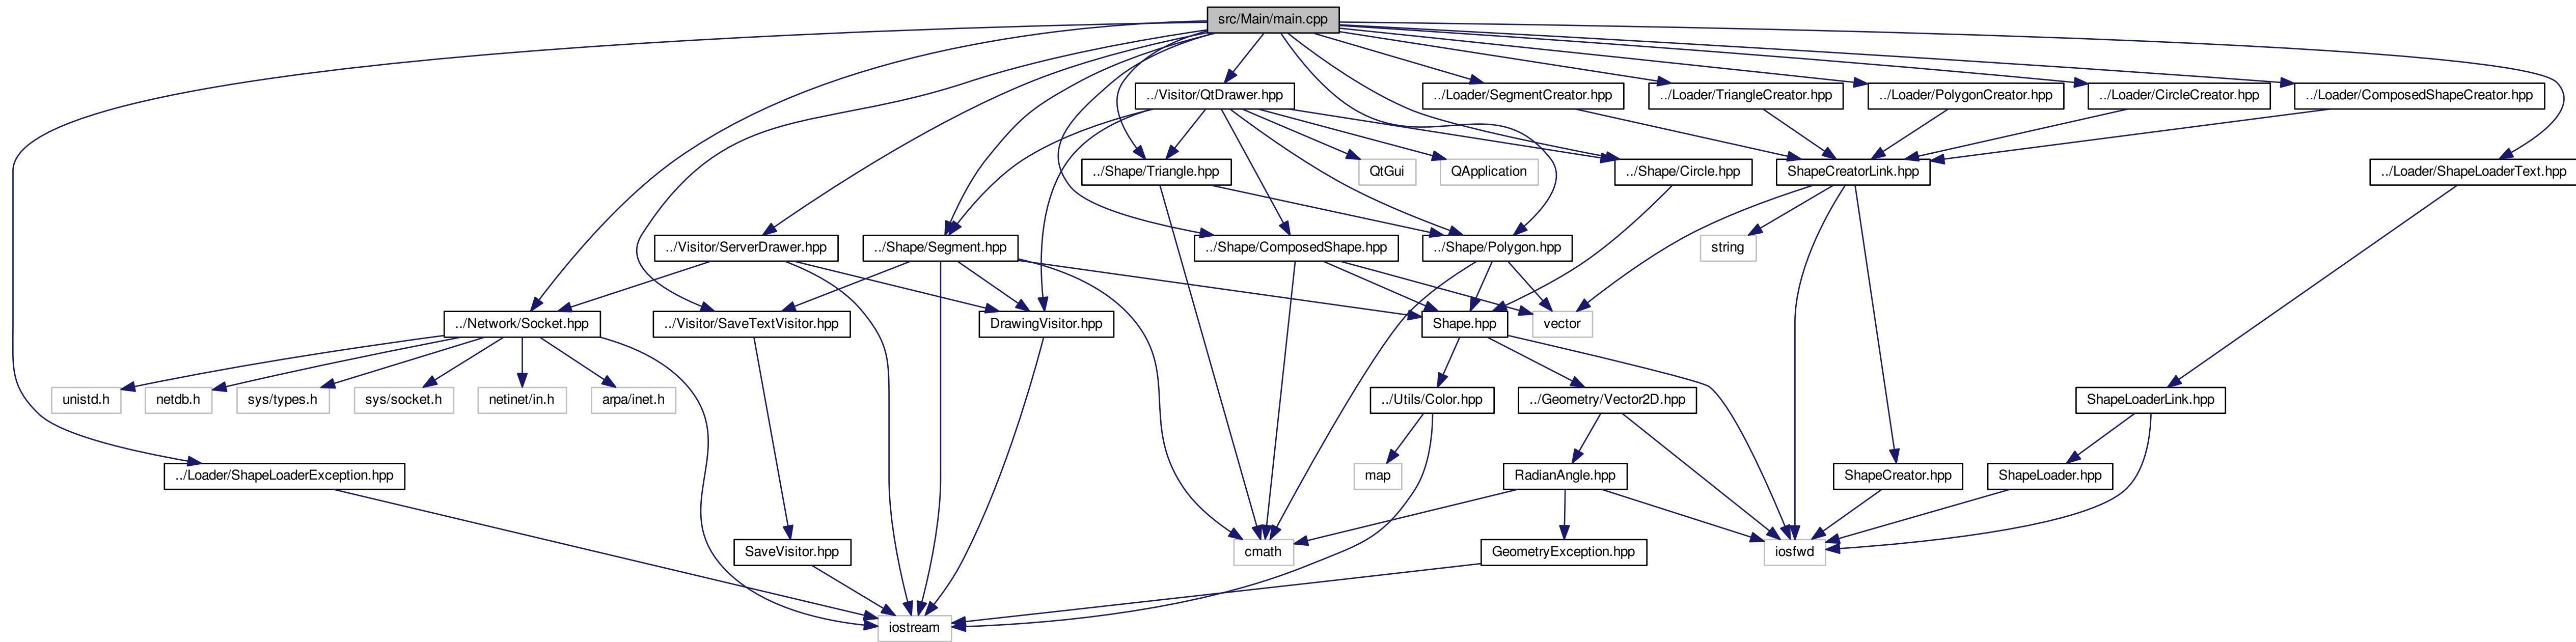 src/Main/main.cpp
../Visitor/QtDrawer.hpp
../Loader/SegmentCreator.hpp
../Loader/TriangleCreator.hpp
../Loader/PolygonCreator.hpp
../Loader/CircleCreator.hpp
../Loader/ComposedShapeCreator.hpp
../Shape/Triangle.hpp
QtGui
QApplication
../Shape/Circle.hpp
ShapeCreatorLink.hpp
../Loader/ShapeLoaderText.hpp
../Visitor/ServerDrawer.hpp
../Shape/Segment.hpp
../Shape/ComposedShape.hpp
../Shape/Polygon.hpp
string
../Network/Socket.hpp
../Visitor/SaveTextVisitor.hpp
DrawingVisitor.hpp
Shape.hpp
vector
unistd.h
netdb.h
sys/types.h
sys/socket.h
netinet/in.h
arpa/inet.h
../Utils/Color.hpp
../Geometry/Vector2D.hpp
ShapeLoaderLink.hpp
../Loader/ShapeLoaderException.hpp
map
RadianAngle.hpp
ShapeCreator.hpp
ShapeLoader.hpp
SaveVisitor.hpp
cmath
GeometryException.hpp
iosfwd
iostream